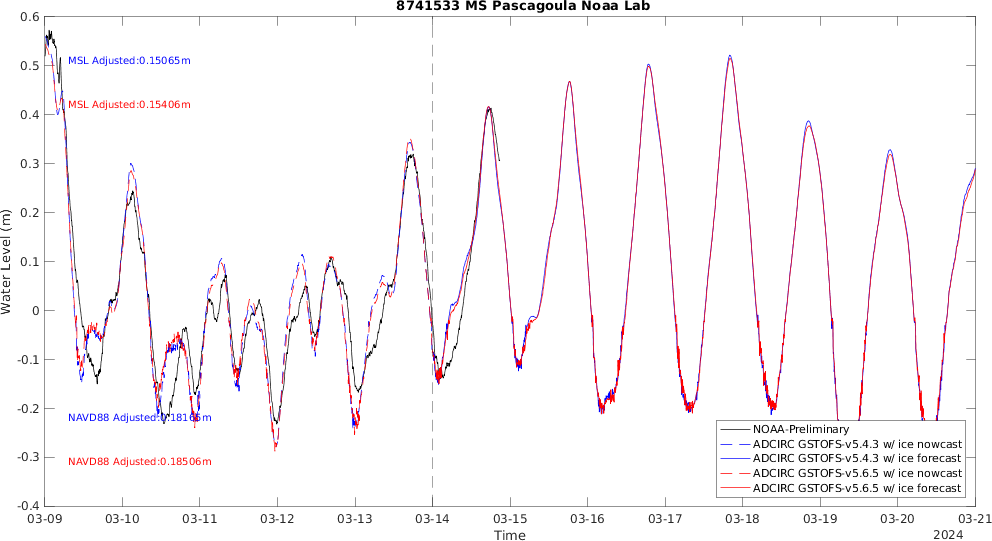 8741533 MS Pascagoula Noaa Lab
0.6
0.5
0.4
0.3
0.2
0.1
0
-0.1
-0.2
-0.3
-0.4
Water Level (m)
MSL Adjusted:0.15065m
MSL Adjusted:0.15406m
NAVD88 Adjusted:0.18165m
NAVD88 Adjusted:0.18506m
NOAA-Preliminary
ADCIRC GSTOFS-v5.4.3 w/ ice nowcast
ADCIRC GSTOFS-v5.4.3 w/ ice forecast
ADCIRC GSTOFS-v5.6.5 w/ ice nowcast
ADCIRC GSTOFS-v5.6.5 w/ ice forecast
03-09 03-10 03-11 03-12 03-13 03-14 03-15 03-16 03-17 03-18 03-19 03-20 03-21
Time
2024